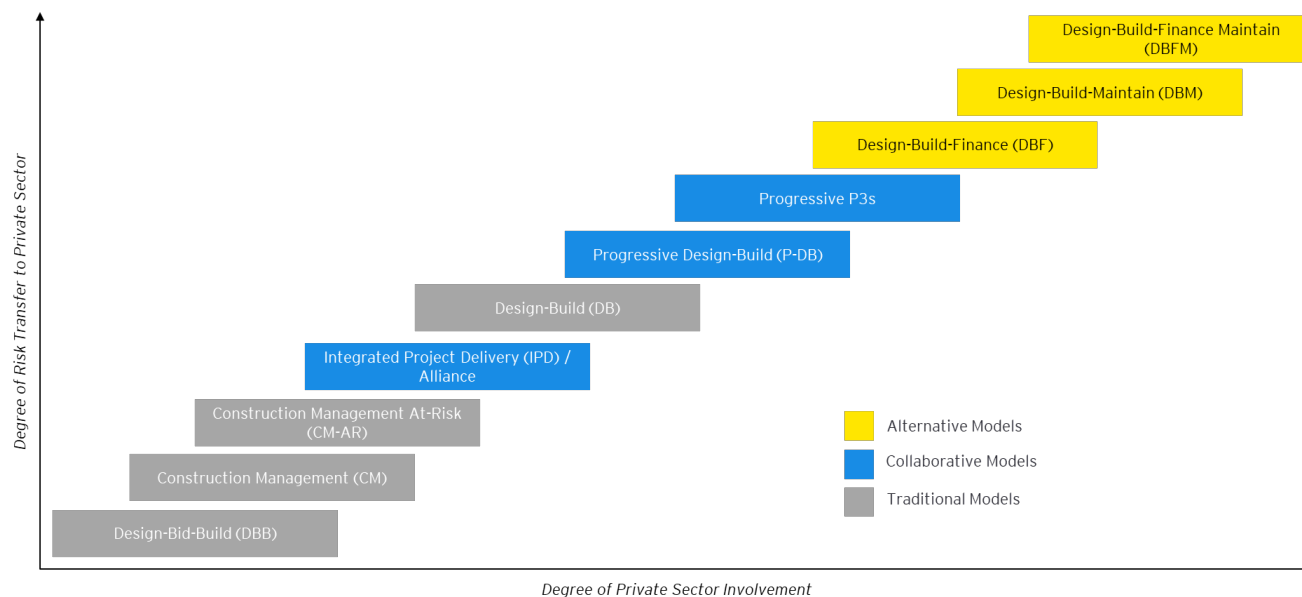 Design-Build-Finance Maintain
(DBFM)
Design-Build-Maintain (DBM)
Design-Build-Finance (DBF)
Progressive P3s
Progressive Design-Build (P-DB)
Design-Build (DB)
Integrated Project Delivery (IPD) /
Alliance
Construction Management At-Risk
(CM-AR)
Construction Management (CM)
Design-Bid-Build (DBB)
Degree of Risk Transfer to Private Sector
Alternative Models
Collaborative Models
Traditional Models
Degree of Private Sector Involvement